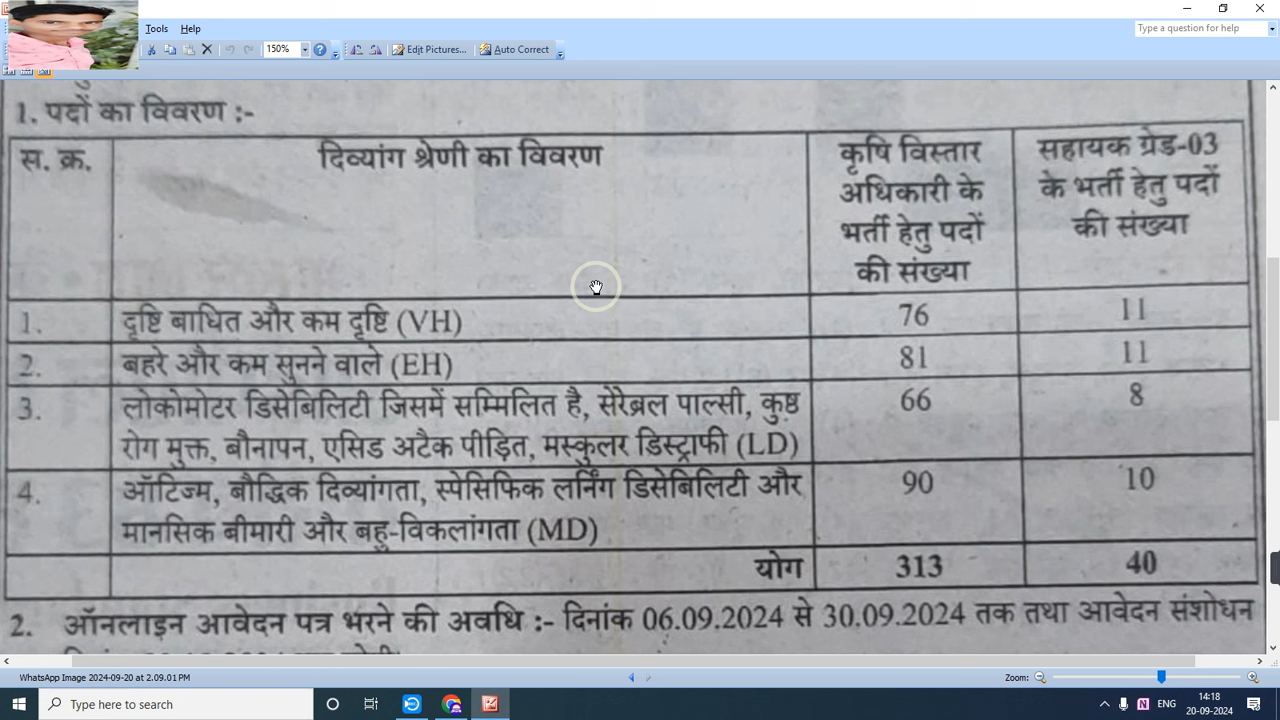 Tools Help
Type a question for help
150% Edit Pictures... Auto Correct
1. पदों का विवरण :-
स. क्र. दिव्यांग श्रेणी का विवरण कृषि विस्तार अधिकारी के भर्ती हेतु पदों की संख्या सहायक ग्रेड-03 के भर्ती हेतु पदों की संख्या
1. दृष्टि बाधित और कम दृष्टि (VH) 76 11
2. बहरे और कम सुनने वाले (EH) 81 11
3. लोकोमोटर डिसेबिलिटी जिसमें सम्मिलित है, सेरेब्रल पाल्सी, कुष्ठ 66 8
रोग मुक्त, बौनापन, एसिड अटैक पीड़ित, मस्कुलर डिस्ट्राफी (LD)
4. ऑटिज्म, बौद्धिक दिव्यांगता, स्पेसिफिक लर्निंग डिसेबिलिटी और 90 10
मानसिक बीमारी और बहु-विकलांगता (MD)
योग 313 40
2. ऑनलाइन आवेदन पत्र भरने की अवधि :- दिनांक 06.09.2024 से 30.09.2024 तक तथा आवेदन संशोधन
WhatsApp Image 2024-09-20 at 2.09.01 PM Zoom:
Type here to search ENG 14:18
20-09-2024